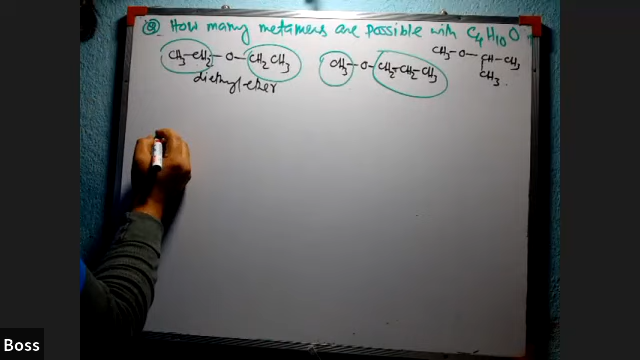 Q How many metamers are possible with C4H10O
CH3-CH2-O-CH2CH3
CH3-O-CH2-CH2-CH3
CH3-O-CH-CH3
CH3
diethyl ether
Boss